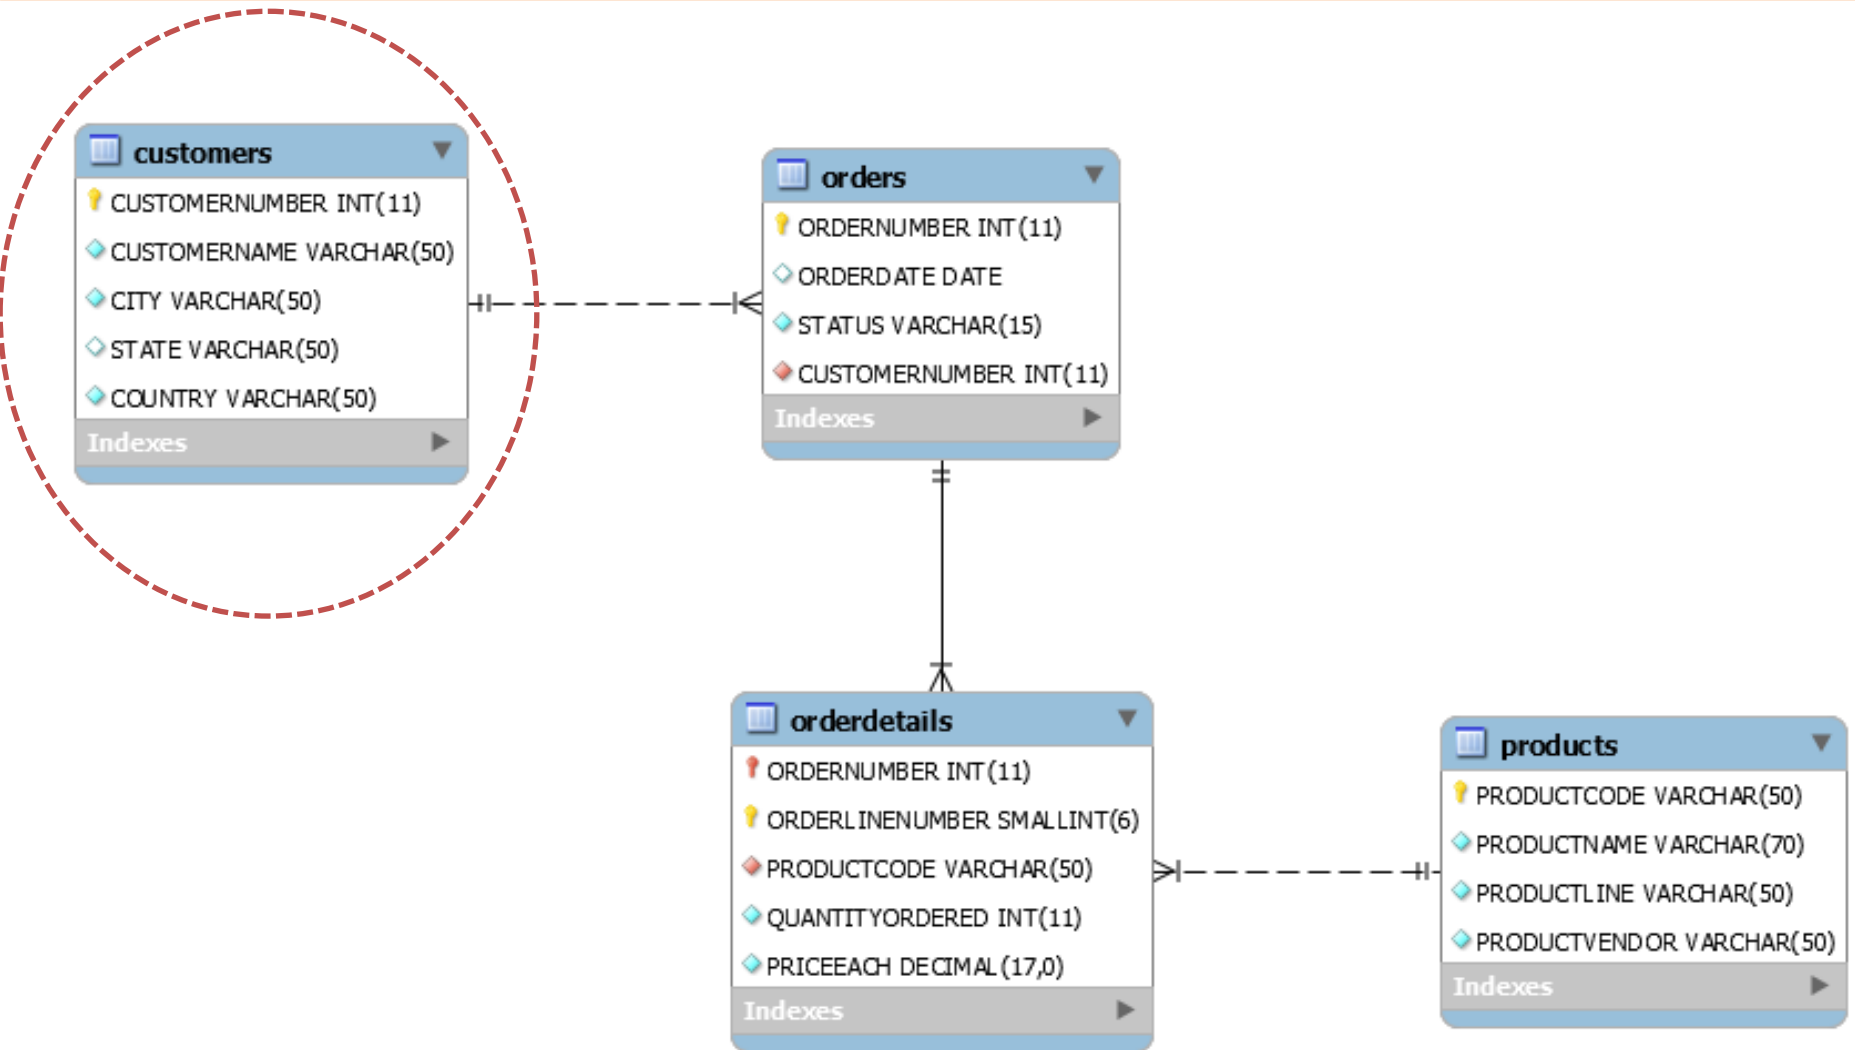 customers
CUSTOMERNUMBER INT(11)
CUSTOMERNAME VARCHAR(50)
CITY VARCHAR(50)
STATE VARCHAR(50)
COUNTRY VARCHAR(50)
Indexes
orders
ORDERNUMBER INT(11)
ORDERDATE DATE
STATUS VARCHAR(15)
CUSTOMERNUMBER INT(11)
Indexes
orderdetails
ORDERNUMBER INT(11)
ORDERLINENUMBER SMALLINT(6)
PRODUCTCODE VARCHAR(50)
QUANTITYORDERED INT(11)
PRICEEACH DECIMAL(17,0)
Indexes
products
PRODUCTCODE VARCHAR(50)
PRODUCTNAME VARCHAR(70)
PRODUCTLINE VARCHAR(50)
PRODUCTVENDOR VARCHAR(50)
Indexes